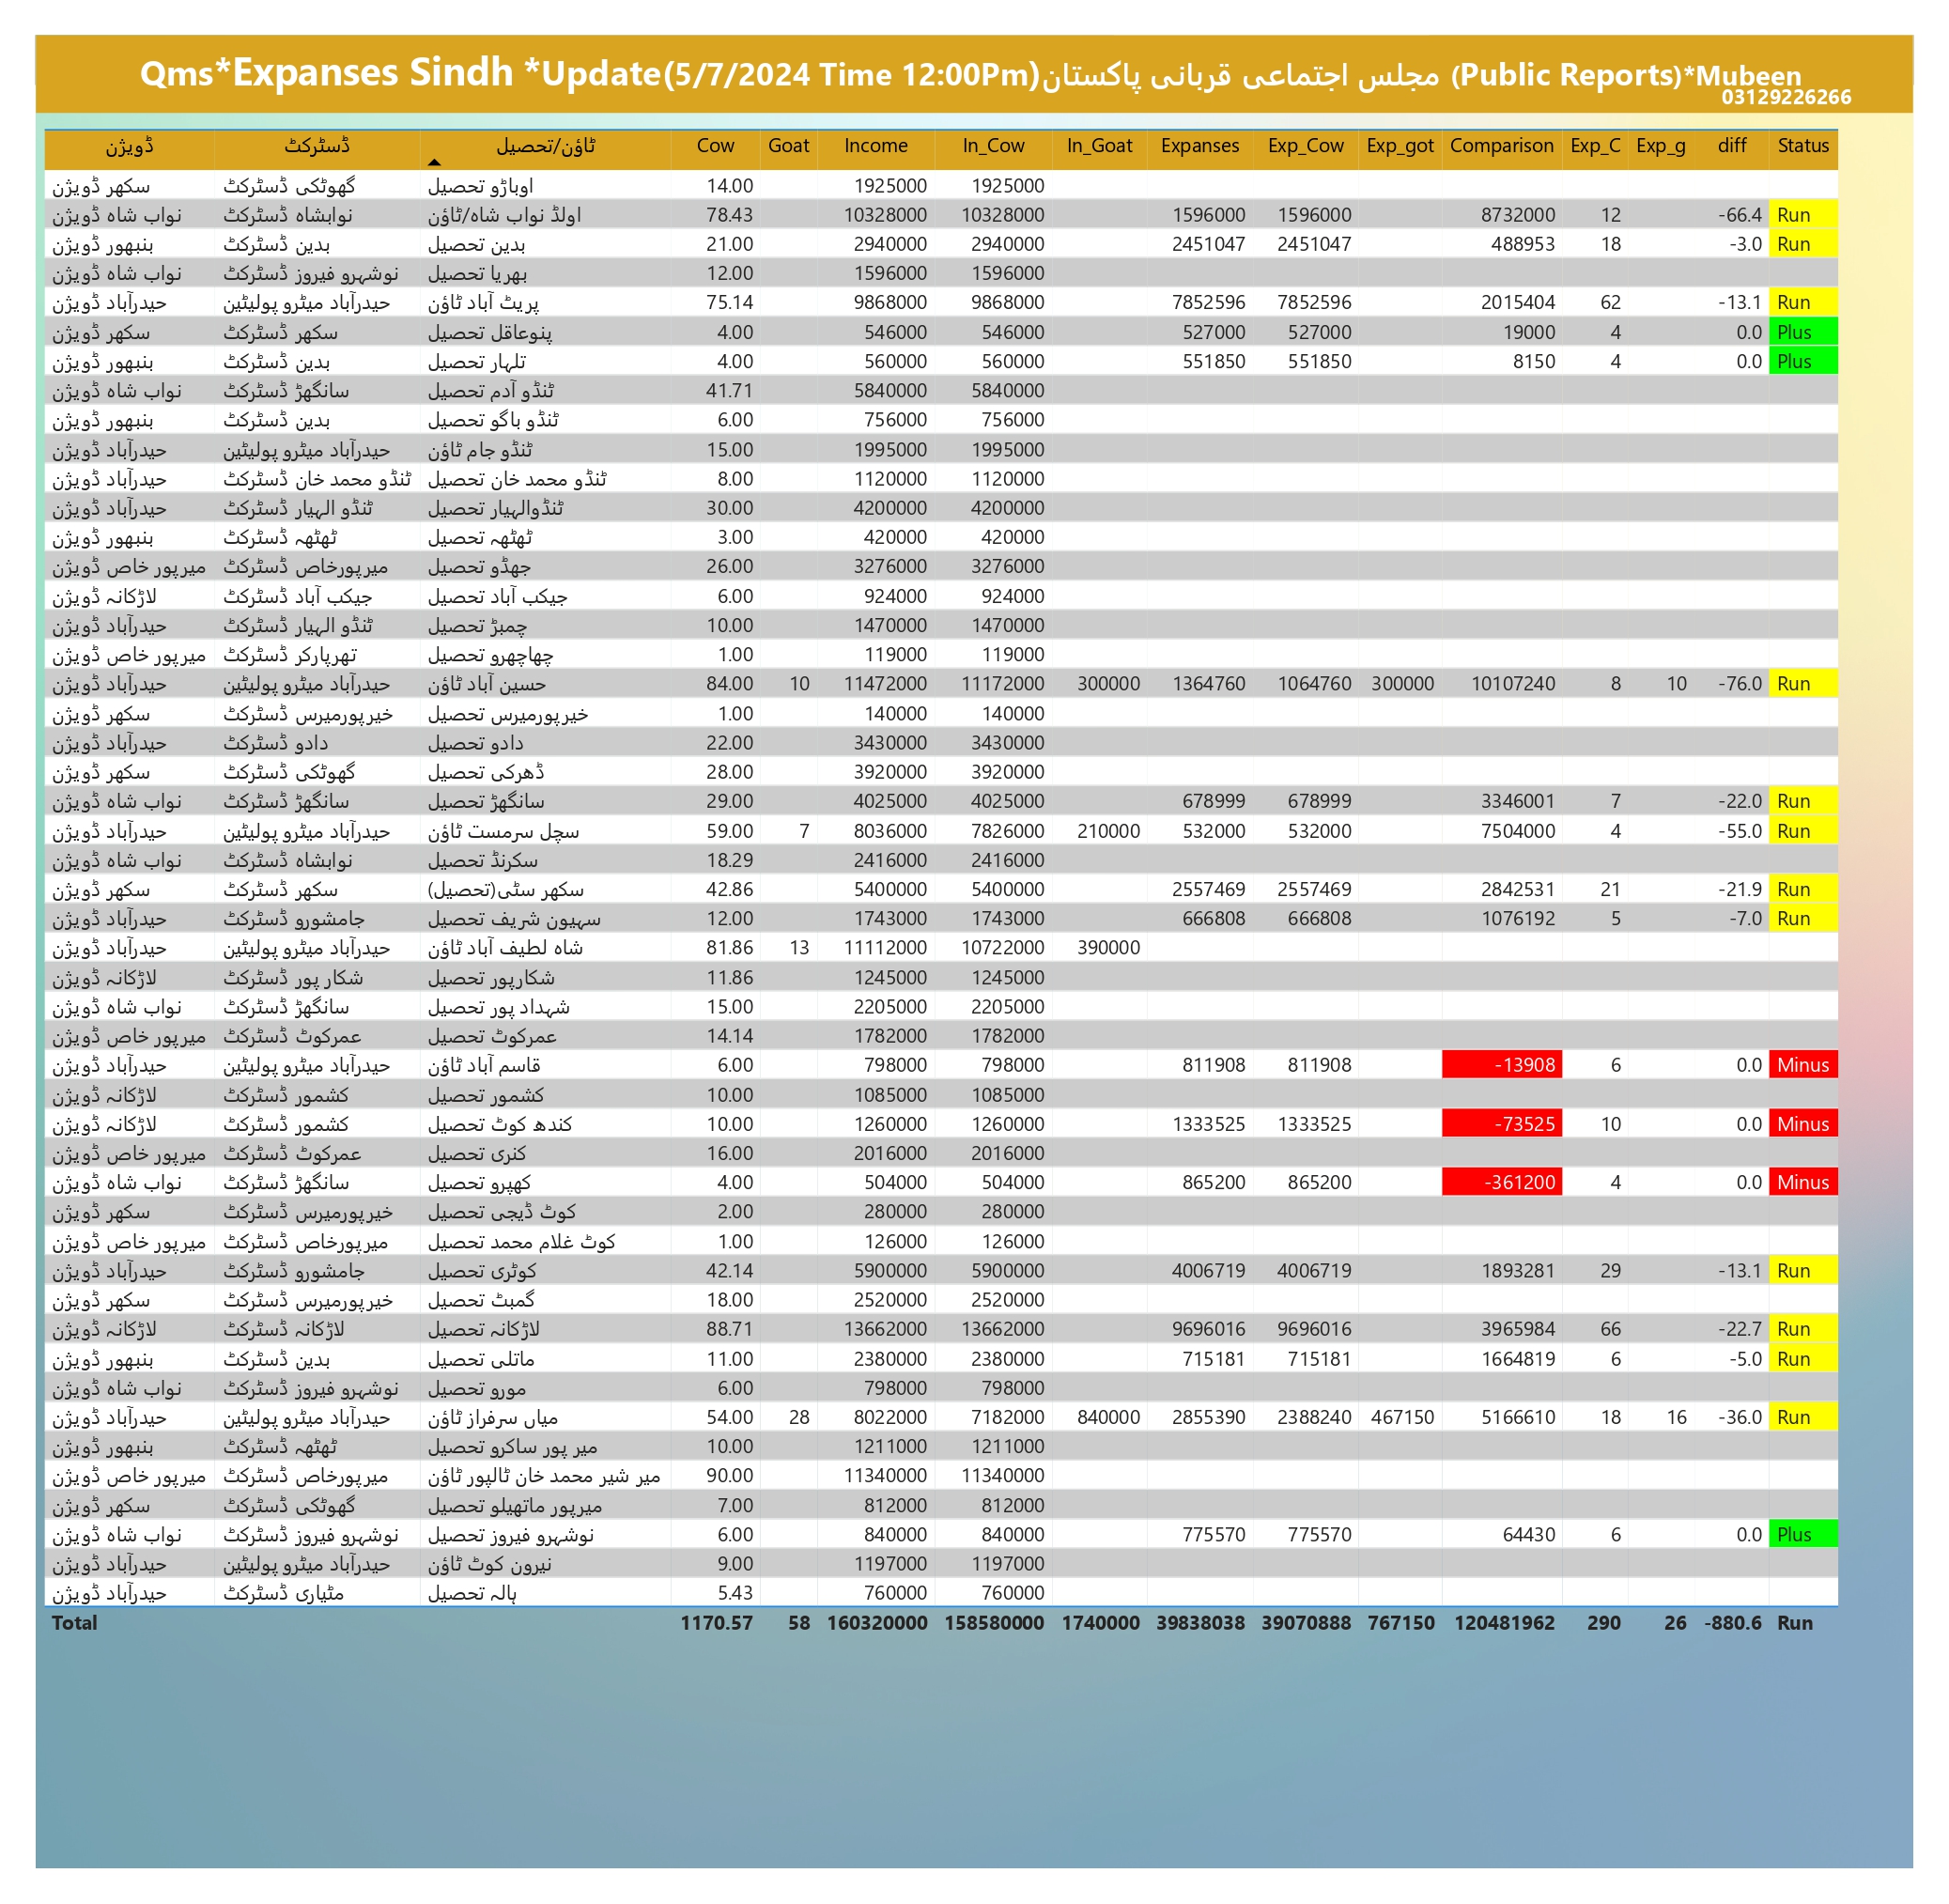 Qms*Expanses Sindh *Update(5/7/2024 Time 12:00Pm)مجلس اجتماعی قربانی پاکستان (Public Reports)*Mubeen
03129226266
ڈویژن ڈسٹرکٹ ٹاؤن/تحصیل Cow Goat Income In_Cow In_Goat Expanses Exp_Cow Exp_got Comparison Exp_C Exp_g diff Status
سکھر ڈویژن گھوٹکی ڈسٹرکٹ اوباڑو تحصیل 14.00 1925000 1925000
نواب شاہ ڈویژن نوابشاہ ڈسٹرکٹ اولڈ نواب شاہ/ٹاؤن 78.43 10328000 10328000 1596000 1596000 8732000 12 -66.4 Run
بنبھور ڈویژن بدین ڈسٹرکٹ بدین تحصیل 21.00 2940000 2940000 2451047 2451047 488953 18 -3.0 Run
نواب شاہ ڈویژن نوشہرو فیروز ڈسٹرکٹ بھریا تحصیل 12.00 1596000 1596000
حیدرآباد ڈویژن حیدرآباد میٹرو پولیٹین پریٹ آباد ٹاؤن 75.14 9868000 9868000 7852596 7852596 2015404 62 -13.1 Run
سکھر ڈویژن سکھر ڈسٹرکٹ پنوعاقل تحصیل 4.00 546000 546000 527000 527000 19000 4 0.0 Plus
بنبھور ڈویژن بدین ڈسٹرکٹ تلہار تحصیل 4.00 560000 560000 551850 551850 8150 4 0.0 Plus
نواب شاہ ڈویژن سانگھڑ ڈسٹرکٹ ٹنڈو آدم تحصیل 41.71 5840000 5840000
بنبھور ڈویژن بدین ڈسٹرکٹ ٹنڈو باگو تحصیل 6.00 756000 756000
حیدرآباد ڈویژن حیدرآباد میٹرو پولیٹین ٹنڈو جام ٹاؤن 15.00 1995000 1995000
حیدرآباد ڈویژن ٹنڈو محمد خان ڈسٹرکٹ ٹنڈو محمد خان تحصیل 8.00 1120000 1120000
حیدرآباد ڈویژن ٹنڈو الہیار ڈسٹرکٹ ٹنڈوالہیار تحصیل 30.00 4200000 4200000
بنبھور ڈویژن ٹھٹھہ ڈسٹرکٹ ٹھٹھہ تحصیل 3.00 420000 420000
میرپور خاص ڈویژن میرپورخاص ڈسٹرکٹ جھڈو تحصیل 26.00 3276000 3276000
لاڑکانہ ڈویژن جیکب آباد ڈسٹرکٹ جیکب آباد تحصیل 6.00 924000 924000
حیدرآباد ڈویژن ٹنڈو الہیار ڈسٹرکٹ چمبڑ تحصیل 10.00 1470000 1470000
میرپور خاص ڈویژن تھرپارکر ڈسٹرکٹ چھاچھرو تحصیل 1.00 119000 119000
حیدرآباد ڈویژن حیدرآباد میٹرو پولیٹین حسین آباد ٹاؤن 84.00 10 11472000 11172000 300000 1364760 1064760 300000 10107240 8 10 -76.0 Run
سکھر ڈویژن خیرپورمیرس ڈسٹرکٹ خیرپورمیرس تحصیل 1.00 140000 140000
حیدرآباد ڈویژن دادو ڈسٹرکٹ دادو تحصیل 22.00 3430000 3430000
سکھر ڈویژن گھوٹکی ڈسٹرکٹ ڈھرکی تحصیل 28.00 3920000 3920000
نواب شاہ ڈویژن سانگھڑ ڈسٹرکٹ سانگھڑ تحصیل 29.00 4025000 4025000 678999 678999 3346001 7 -22.0 Run
حیدرآباد ڈویژن حیدرآباد میٹرو پولیٹین سچل سرمست ٹاؤن 59.00 7 8036000 7826000 210000 532000 532000 7504000 4 -55.0 Run
نواب شاہ ڈویژن نوابشاہ ڈسٹرکٹ سکرنڈ تحصیل 18.29 2416000 2416000
سکھر ڈویژن سکھر ڈسٹرکٹ سکھر سٹی(تحصیل) 42.86 5400000 5400000 2557469 2557469 2842531 21 -21.9 Run
حیدرآباد ڈویژن جامشورو ڈسٹرکٹ سہیون شریف تحصیل 12.00 1743000 1743000 666808 666808 1076192 5 -7.0 Run
حیدرآباد ڈویژن حیدرآباد میٹرو پولیٹین شاہ لطیف آباد ٹاؤن 81.86 13 11112000 10722000 390000
لاڑکانہ ڈویژن شکار پور ڈسٹرکٹ شکارپور تحصیل 11.86 1245000 1245000
نواب شاہ ڈویژن سانگھڑ ڈسٹرکٹ شہداد پور تحصیل 15.00 2205000 2205000
میرپور خاص ڈویژن عمرکوٹ ڈسٹرکٹ عمرکوٹ تحصیل 14.14 1782000 1782000
حیدرآباد ڈویژن حیدرآباد میٹرو پولیٹین قاسم آباد ٹاؤن 6.00 798000 798000 811908 811908 -13908 6 0.0 Minus
لاڑکانہ ڈویژن کشمور ڈسٹرکٹ کشمور تحصیل 10.00 1085000 1085000
لاڑکانہ ڈویژن کشمور ڈسٹرکٹ کندھ کوٹ تحصیل 10.00 1260000 1260000 1333525 1333525 -73525 10 0.0 Minus
میرپور خاص ڈویژن عمرکوٹ ڈسٹرکٹ کنری تحصیل 16.00 2016000 2016000
نواب شاہ ڈویژن سانگھڑ ڈسٹرکٹ کھپرو تحصیل 4.00 504000 504000 865200 865200 -361200 4 0.0 Minus
سکھر ڈویژن خیرپورمیرس ڈسٹرکٹ کوٹ ڈیجی تحصیل 2.00 280000 280000
میرپور خاص ڈویژن میرپورخاص ڈسٹرکٹ کوٹ غلام محمد تحصیل 1.00 126000 126000
حیدرآباد ڈویژن جامشورو ڈسٹرکٹ کوٹری تحصیل 42.14 5900000 5900000 4006719 4006719 1893281 29 -13.1 Run
سکھر ڈویژن خیرپورمیرس ڈسٹرکٹ گمبٹ تحصیل 18.00 2520000 2520000
لاڑکانہ ڈویژن لاڑکانہ ڈسٹرکٹ لاڑکانہ تحصیل 88.71 13662000 13662000 9696016 9696016 3965984 66 -22.7 Run
بنبھور ڈویژن بدین ڈسٹرکٹ ماتلی تحصیل 11.00 2380000 2380000 715181 715181 1664819 6 -5.0 Run
نواب شاہ ڈویژن نوشہرو فیروز ڈسٹرکٹ مورو تحصیل 6.00 798000 798000
حیدرآباد ڈویژن حیدرآباد میٹرو پولیٹین میاں سرفراز ٹاؤن 54.00 28 8022000 7182000 840000 2855390 2388240 467150 5166610 18 16 -36.0 Run
بنبھور ڈویژن ٹھٹھہ ڈسٹرکٹ میر پور ساکرو تحصیل 10.00 1211000 1211000
میرپور خاص ڈویژن میرپورخاص ڈسٹرکٹ میر شیر محمد خان ٹالپور ٹاؤن 90.00 11340000 11340000
سکھر ڈویژن گھوٹکی ڈسٹرکٹ میرپور ماتھیلو تحصیل 7.00 812000 812000
نواب شاہ ڈویژن نوشہرو فیروز ڈسٹرکٹ نوشہرو فیروز تحصیل 6.00 840000 840000 775570 775570 64430 6 0.0 Plus
حیدرآباد ڈویژن حیدرآباد میٹرو پولیٹین نیرون کوٹ ٹاؤن 9.00 1197000 1197000
حیدرآباد ڈویژن مٹیاری ڈسٹرکٹ ہالہ تحصیل 5.43 760000 760000
Total 1170.57 58 160320000 158580000 1740000 39838038 39070888 767150 120481962 290 26 -880.6 Run